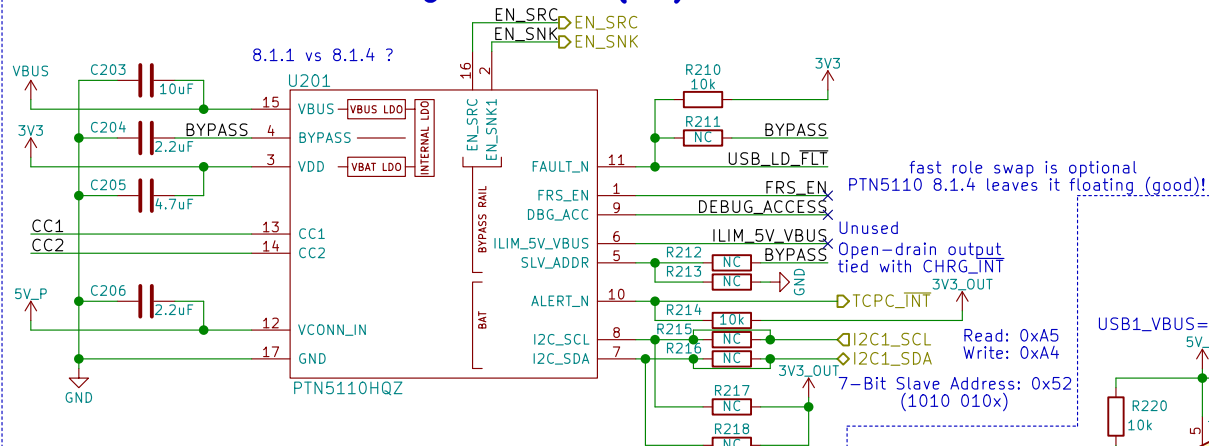 EN_SRC
EN_SRC
EN_SNK
EN_SNK
8.1.1 vs 8.1.4 ?
VBUS
C203
10uF
U201
16
2
R210
10k
3V3
15
VBUS
VBUS LDO
INTERNAL LDO
EN_SRC
EN_SNK1
3V3
C204
2.2uF
BYPASS
4
BYPASS
R211
NC
BYPASS
3
VDD
VBAT LDO
FAULT_N
11
USB_LD_FLT
fast role swap is optional
PTN5110 8.1.4 leaves it floating (good)!
C205
4.7uF
FRS_EN
1
FRS_EN
BYPASS RAIL
DBG_ACC
9
DEBUG_ACCESS
CC1
13
CC1
CC2
14
CC2
ILIM_5V_VBUS
6
ILIM_5V_VBUS
Unused
SLV_ADDR
5
R212
NC
BYPASS
R213
NC
GND
Open-drain output
tied with CHRG_INT
5V_P
C206
2.2uF
BAT
ALERT_N
10
TCPC_INT
3V3_OUT
R214
10k
12
VCONN_IN
I2C_SCL
8
R215
NC
I2C1_SCL
Read: 0xA5
Write: 0xA4
17
GND
I2C_SDA
7
R216
NC
I2C1_SDA
USB1_VBUS=
5V_
GND
PTN5110HQZ
3V3_OUT
7-Bit Slave Address: 0x52
(1010 010x)
R217
NC
R218
NC
R220
10k
5